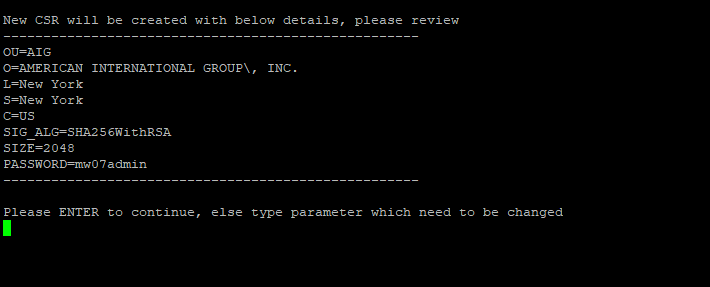 New CSR will be created with below details, please review
----------------------------------------------------
OU=AIG
O=AMERICAN INTERNATIONAL GROUP\, INC.
L=New York
S=New York
C=US
SIG_ALG=SHA256WithRSA
SIZE=2048
PASSWORD=mw07admin
----------------------------------------------------
Please ENTER to continue, else type parameter which need to be changed